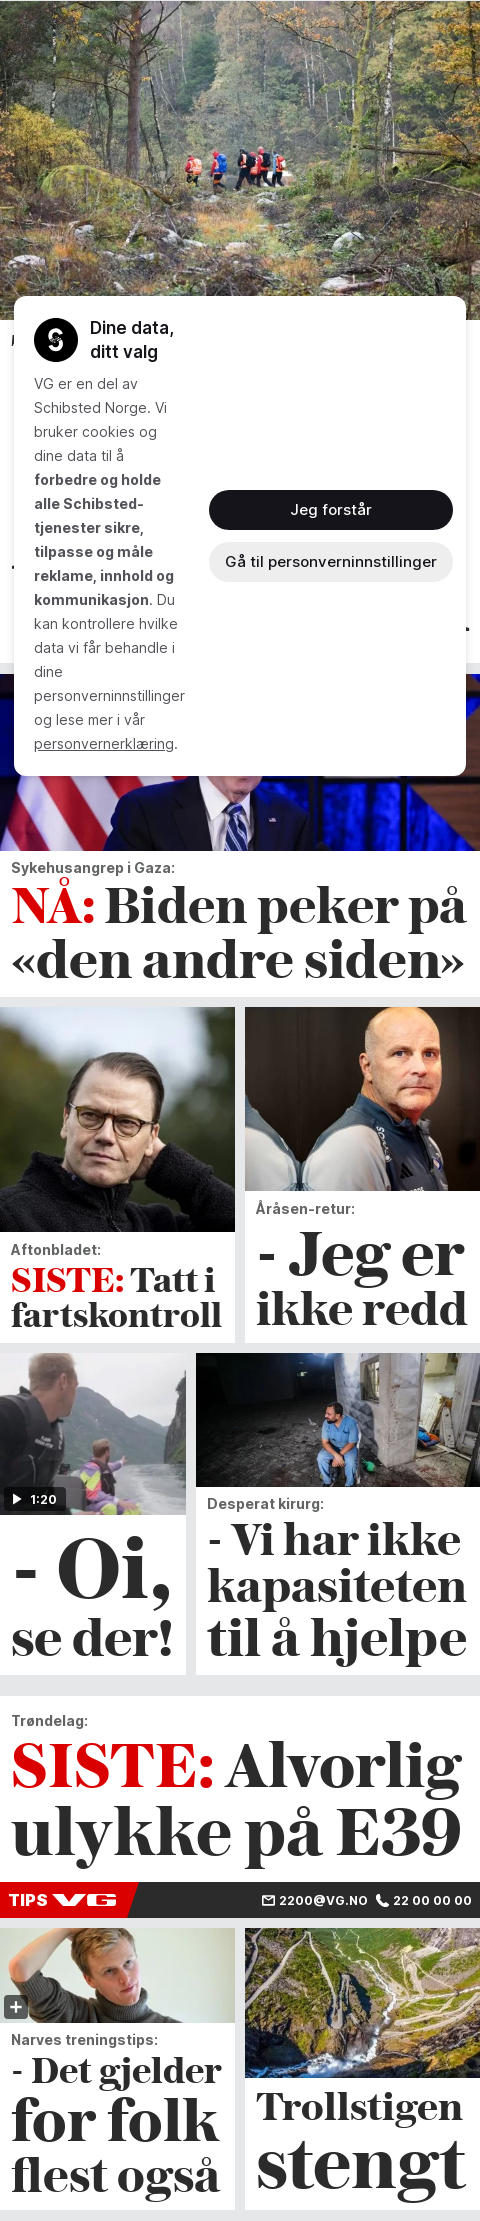 Dine data,
ditt valg
VG er en del av
Schibsted Norge. Vi
bruker cookies og
dine data til å
forbedre og holde
alle Schibsted-
tjenester sikre,
tilpasse og måle
reklame, innhold og
kommunikasjon. Du
kan kontrollere hvilke
data vi får behandle i
dine
personverninnstillinger
og lese mer i vår
personvernerklæring.
Jeg forstår
Gå til personverninnstillinger
Sykehusangrep i Gaza:
NÅ: Biden peker på
«den andre siden»
Aftonbladet:
SISTE: Tatt i
fartskontroll
Åråsen-retur:
- Jeg er
ikke redd
1:20
- Oi,
se der!
Desperat kirurg:
- Vi har ikke
kapasiteten
til å hjelpe
Trøndelag:
SISTE: Alvorlig
ulykke på E39
TIPS VG 2200@VG.NO 22 00 00 00
Narves treningstips:
- Det gjelder
for folk
flest også
Trollstigen
stengt